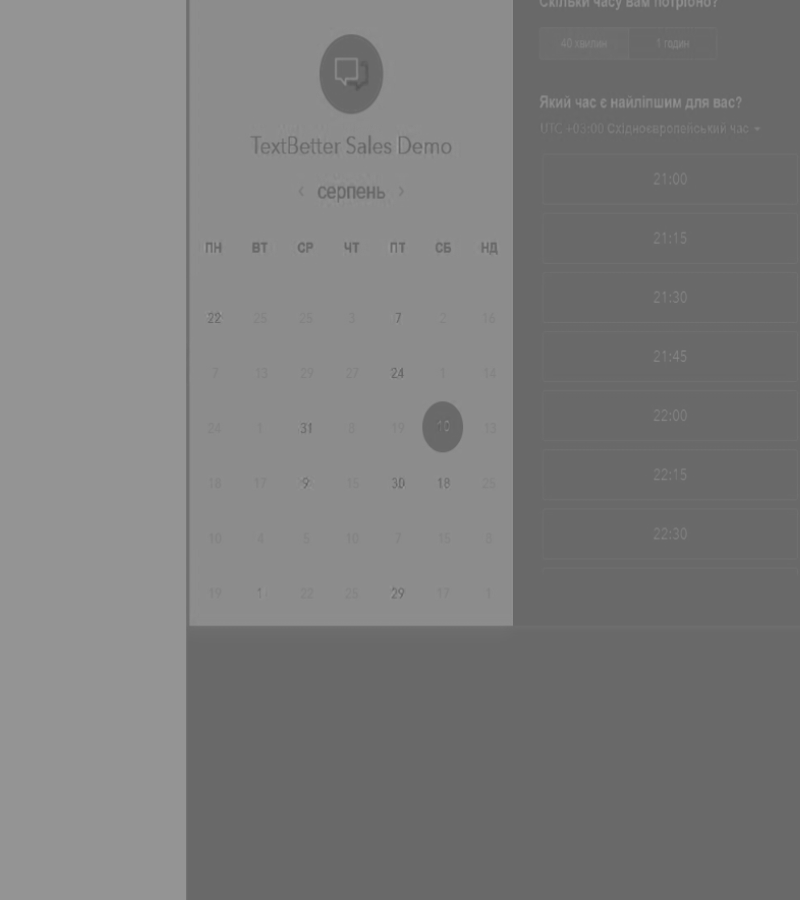 TextBetter Sales Demo
серпень
ПН ВТ СР ЧТ ПТ СБ НД
22 25 25 3 7 2 16
7 13 29 27 24 1 14
24 1 31 8 19 10 13
18 17 9 15 30 18 25
10 4 5 10 7 15 8
19 1 22 25 29 17 1
Скільки часу вам потрібно?
40 хвилин 1 годин
Який час є найліпшим для вас?
UTC +03:00 Східноєвропейський час
21:00
21:15
21:30
21:45
22:00
22:15
22:30